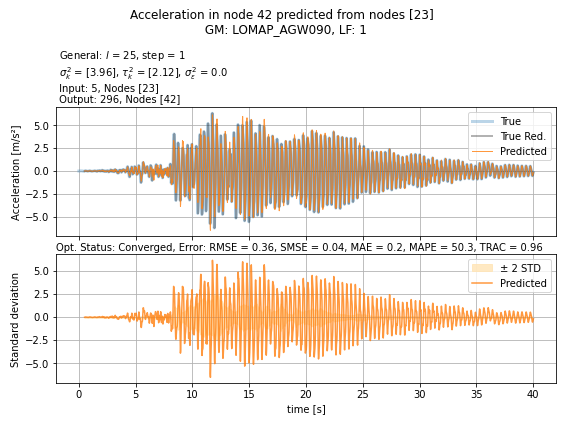 Acceleration in node 42 predicted from nodes [23]
GM: LOMAP_AGW090, LF: 1
General: l = 25, step = 1
σ²ₖ = [3.96], τ²ₖ = [2.12], σ²ε = 0.0
Input: 5, Nodes [23]
Output: 296, Nodes [42]
Acceleration [m/s²]
5.0
2.5
0.0
−2.5
−5.0
True
True Red.
Predicted
Opt. Status: Converged, Error: RMSE = 0.36, SMSE = 0.04, MAE = 0.2, MAPE = 50.3, TRAC = 0.96
Standard deviation
5.0
2.5
0.0
−2.5
−5.0
± 2 STD
Predicted
0 5 10 15 20 25 30 35 40
time [s]